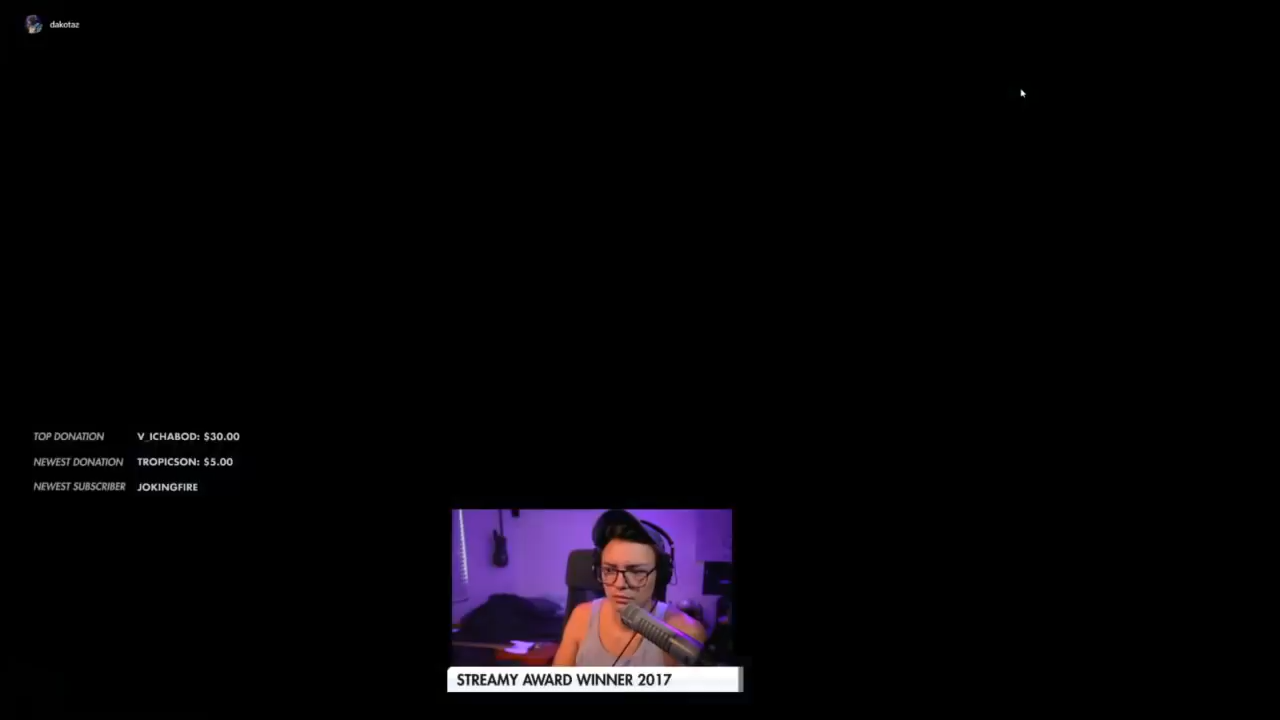 dakotaz
TOP DONATION V_ICHABOD: $30.00
NEWEST DONATION TROPICSON: $5.00
NEWEST SUBSCRIBER JOKINGFIRE
STREAMY AWARD WINNER 2017